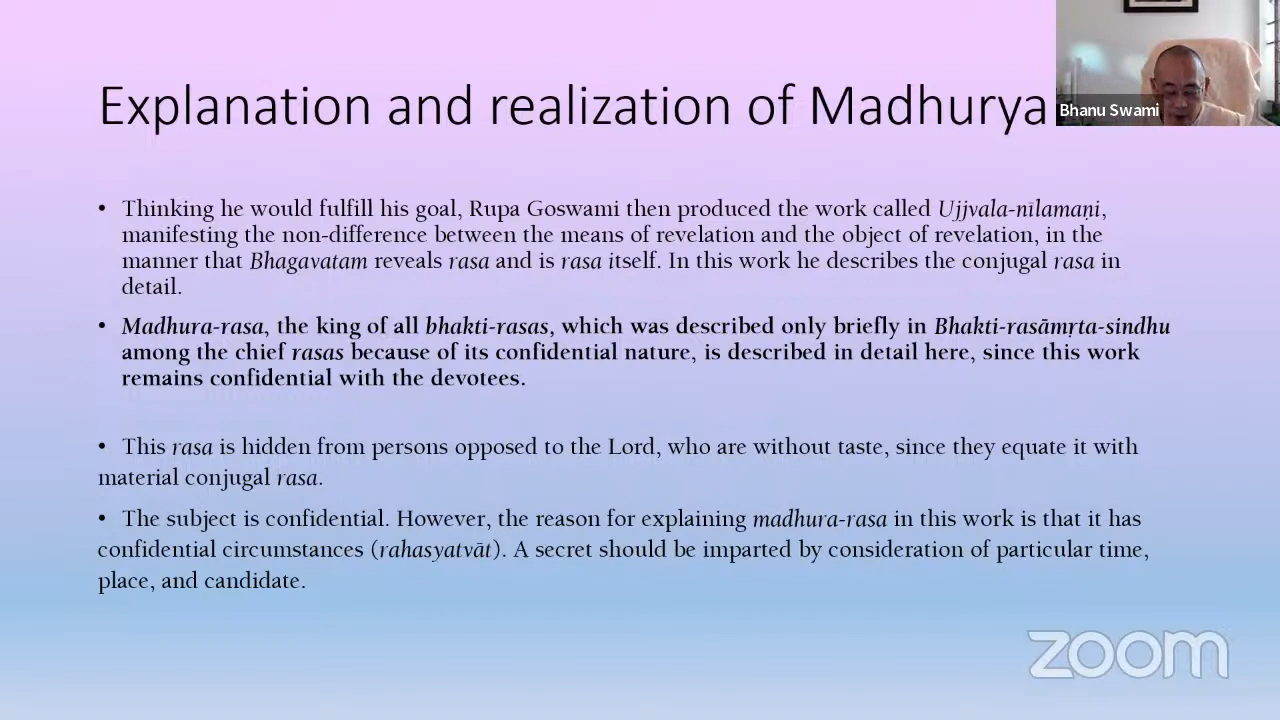 Explanation and realization of Madhurya
Bhanu Swami
• Thinking he would fulfill his goal, Rupa Goswami then produced the work called Ujjvala-nīlamaṇi,
manifesting the non-difference between the means of revelation and the object of revelation, in the
manner that Bhagavatam reveals rasa and is rasa itself. In this work he describes the conjugal rasa in
detail.
• Madhura-rasa, the king of all bhakti-rasas, which was described only briefly in Bhakti-rasāmṛta-sindhu
among the chief rasas because of its confidential nature, is described in detail here, since this work
remains confidential with the devotees.
• This rasa is hidden from persons opposed to the Lord, who are without taste, since they equate it with
material conjugal rasa.
• The subject is confidential. However, the reason for explaining madhura-rasa in this work is that it has
confidential circumstances (rahasyatvāt). A secret should be imparted by consideration of particular time,
place, and candidate.
zoom